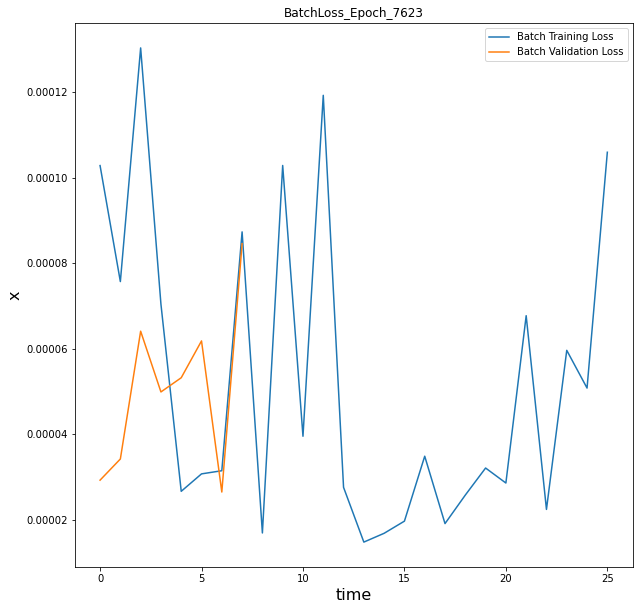 BatchLoss_Epoch_7623
Batch Training Loss
Batch Validation Loss
0.00012
0.00010
0.00008
0.00006
0.00004
0.00002
x
0 5 10 15 20 25
time